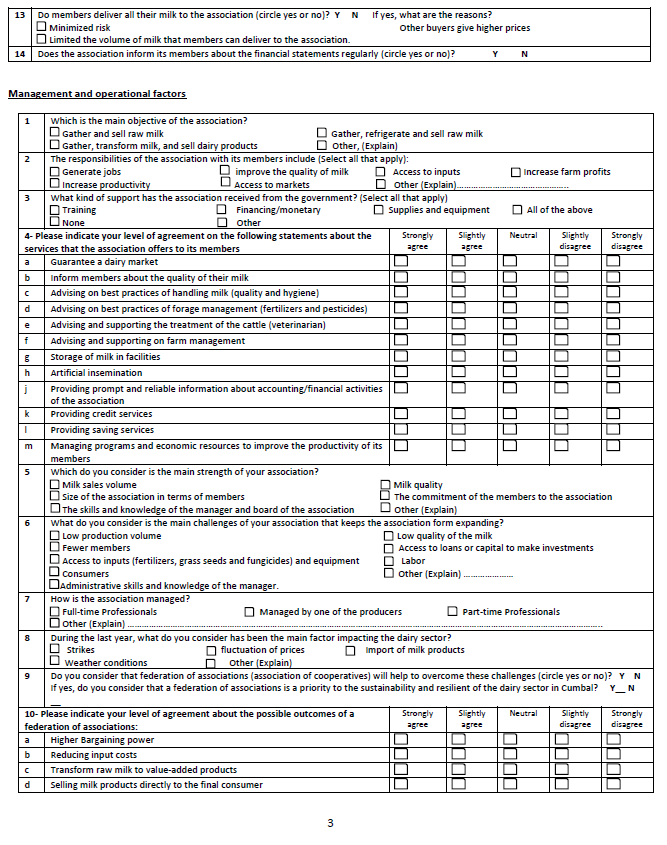 13 Do members deliver all their milk to the association (circle yes or no)? Y N If yes, what are the reasons?
☐ Minimized risk Other buyers give higher prices
☐ Limited the volume of milk that members can deliver to the association.
14 Does the association inform its members about the financial statements regularly (circle yes or no)? Y N
Management and operational factors
1 Which is the main objective of the association?
☐ Gather and sell raw milk ☐ Gather, refrigerate and sell raw milk
☐ Gather, transform milk, and sell dairy products ☐ Other, (Explain)
2 The responsibilities of the association with its members include (Select all that apply):
☐ Generate jobs ☐ improve the quality of milk ☐ Access to inputs ☐ Increase farm profits
☐ Increase productivity ☐ Access to markets ☐ Other (Explain)……………………………………
3 What kind of support has the association received from the government? (Select all that apply)
☐ Training ☐ Financing/monetary ☐ Supplies and equipment ☐ All of the above
☐ None ☐ Other
4- Please indicate your level of agreement on the following statements about the Strongly Slightly Neutral Slightly Strongly
services that the association offers to its members agree agree disagree disagree
a Guarantee a dairy market ☐ ☐ ☐ ☐ ☐
b Inform members about the quality of their milk ☐ ☐ ☐ ☐ ☐
c Advising on best practices of handling milk (quality and hygiene) ☐ ☐ ☐ ☐ ☐
d Advising on best practices of forage management (fertilizers and pesticides) ☐ ☐ ☐ ☐ ☐
e Advising and supporting the treatment of the cattle (veterinarian) ☐ ☐ ☐ ☐ ☐
f Advising and supporting on farm management ☐ ☐ ☐ ☐ ☐
g Storage of milk in facilities ☐ ☐ ☐ ☐ ☐
h Artificial insemination ☐ ☐ ☐ ☐ ☐
j Providing prompt and reliable information about accounting/financial activities ☐ ☐ ☐ ☐ ☐
of the association
k Providing credit services ☐ ☐ ☐ ☐ ☐
l Providing saving services ☐ ☐ ☐ ☐ ☐
m Managing programs and economic resources to improve the productivity of its ☐ ☐ ☐ ☐ ☐
members
5 Which do you consider is the main strength of your association?
☐ Milk sales volume ☐ Milk quality
☐ Size of the association in terms of members ☐ The commitment of the members to the association
☐ The skills and knowledge of the manager and board of the association ☐ Other (Explain)
6 What do you consider is the main challenges of your association that keeps the association form expanding?
☐ Low production volume ☐ Low quality of the milk
☐ Fewer members ☐ Access to loans or capital to make investments
☐ Access to inputs (fertilizers, grass seeds and fungicides) and equipment ☐ Labor
☐ Consumers ☐ Other (Explain) ………………..
☐Administrative skills and knowledge of the manager.
7 How is the association managed?
☐ Full-time Professionals ☐ Managed by one of the producers ☐ Part-time Professionals
☐ Other (Explain) ……………………………………………………………………………………………………………………………………………..
8 During the last year, what do you consider has been the main factor impacting the dairy sector?
☐ Strikes ☐ fluctuation of prices ☐ Import of milk products
☐ Weather conditions ☐ Other (Explain)
9 Do you consider that federation of associations (association of cooperatives) will help to overcome these challenges (circle yes or no)? Y N
If yes, do you consider that a federation of associations is a priority to the sustainability and resilient of the dairy sector in Cumbal? Y__ N
__
10- Please indicate your level of agreement about the possible outcomes of a Strongly Slightly Neutral Slightly Strongly
federation of associations: agree agree disagree disagree
a Higher Bargaining power ☐ ☐ ☐ ☐ ☐
b Reducing input costs ☐ ☐ ☐ ☐ ☐
c Transform raw milk to value-added products ☐ ☐ ☐ ☐ ☐
d Selling milk products directly to the final consumer ☐ ☐ ☐ ☐ ☐
3